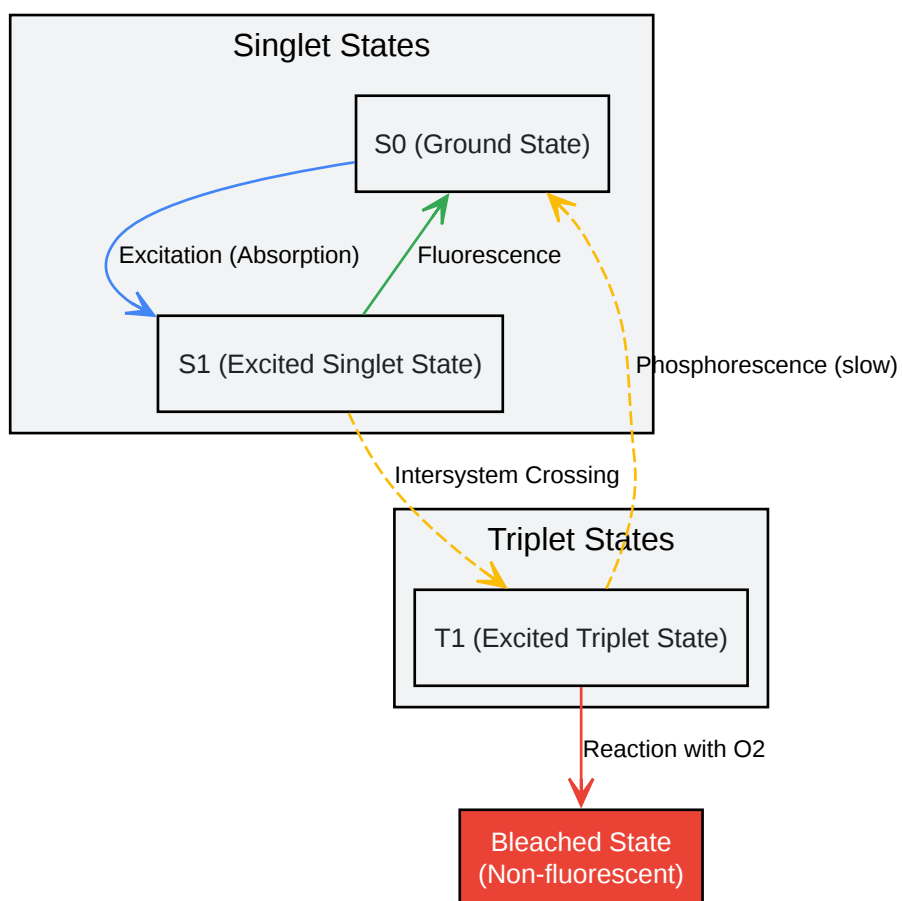 Singlet States
S0 (Ground State)
Excitation (Absorption)
Fluorescence
S1 (Excited Singlet State)
Phosphorescence (slow)
Intersystem Crossing
Triplet States
T1 (Excited Triplet State)
Reaction with O2
Bleached State
(Non-fluorescent)